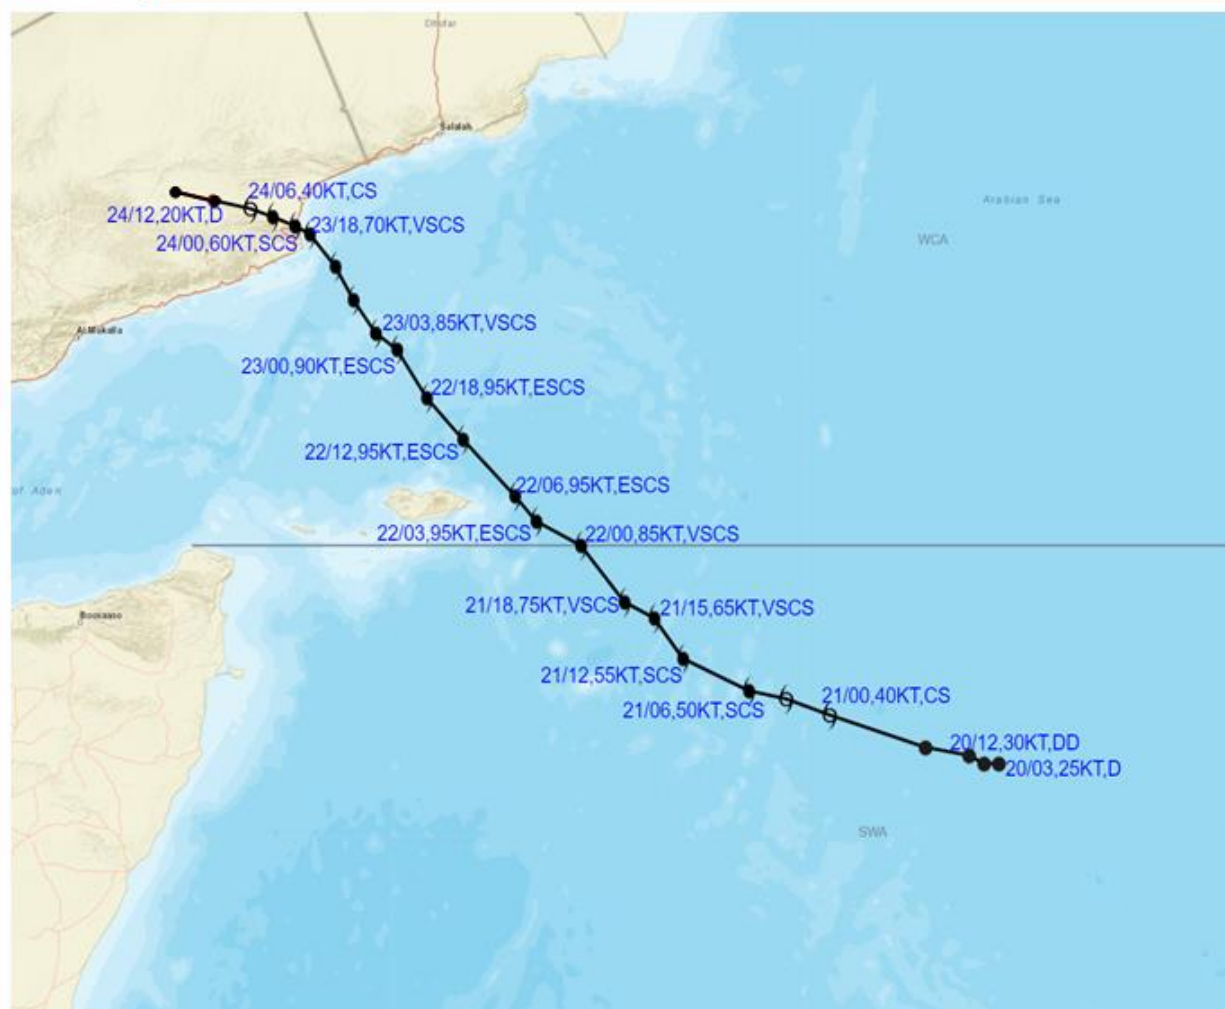 Dhofar
Salalah
24/06,40KT,CS
Arabian Sea
24/12,20KT,D
23/18,70KT,VSCS
24/00,60KT,SCS
WCA
23/03,85KT,VSCS
Al Mukalla
23/00,90KT,ESCS
22/18,95KT,ESCS
22/12,95KT,ESCS
of Aden
22/06,95KT,ESCS
22/03,95KT,ESCS
22/00,85KT,VSCS
21/18,75KT,VSCS
21/15,65KT,VSCS
Boosaaso
21/12,55KT,SCS
21/00,40KT,CS
21/06,50KT,SCS
20/12,30KT,DD
20/03,25KT,D
SWA